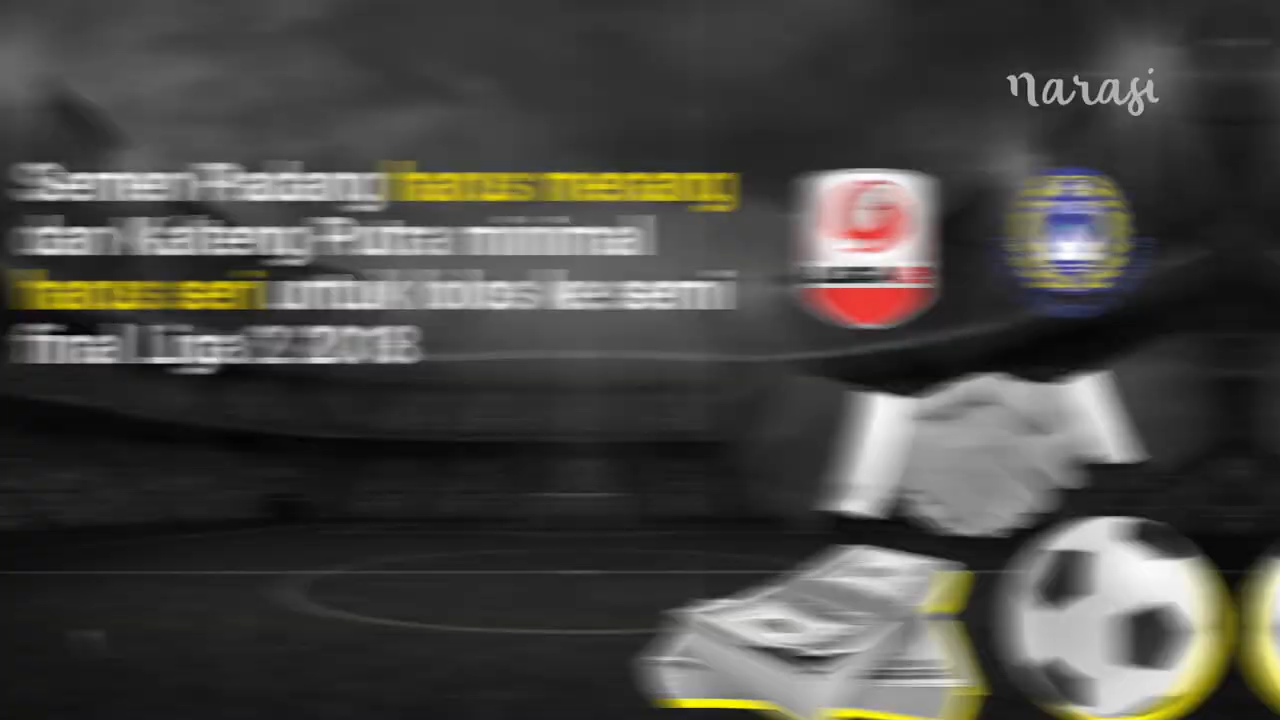 narasi
Semen Padang harus menang
dan Kalteng Putra minimal
harus seri untuk lolos ke semi
final Liga 2 2018